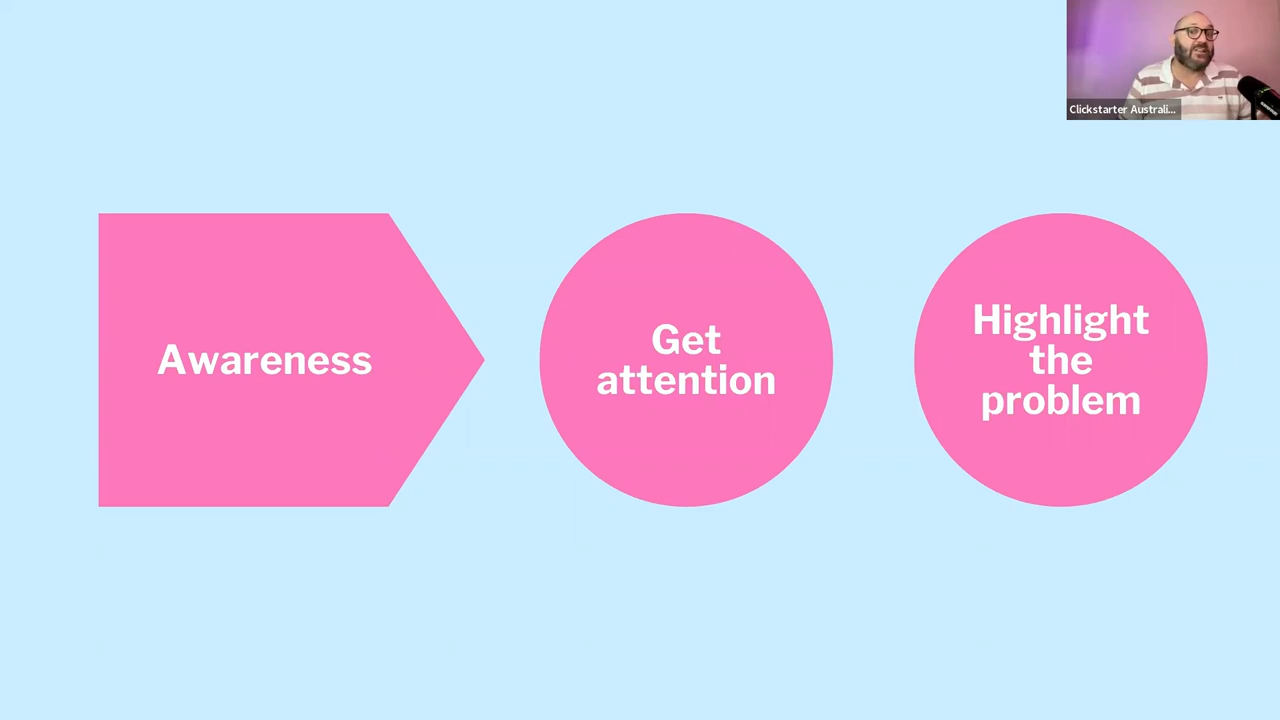 Clickstarter Australi...
Awareness
Get
attention
Highlight
the
problem